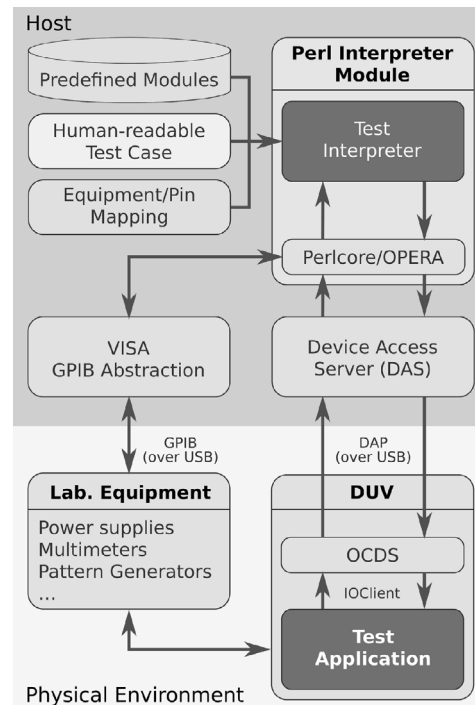 Host
Predefined Modules
Human-readable
Test Case
Equipment/Pin
Mapping
Perl Interpreter
Module
Test
Interpreter
Perlcore/OPERA
VISA
GPIB Abstraction
Device Access
Server (DAS)
GPIB
(over USB)
DAP
(over USB)
Lab. Equipment
Power supplies
Multimeters
Pattern Generators
...
DUV
OCDS
IOClient
Test
Application
Physical Environment